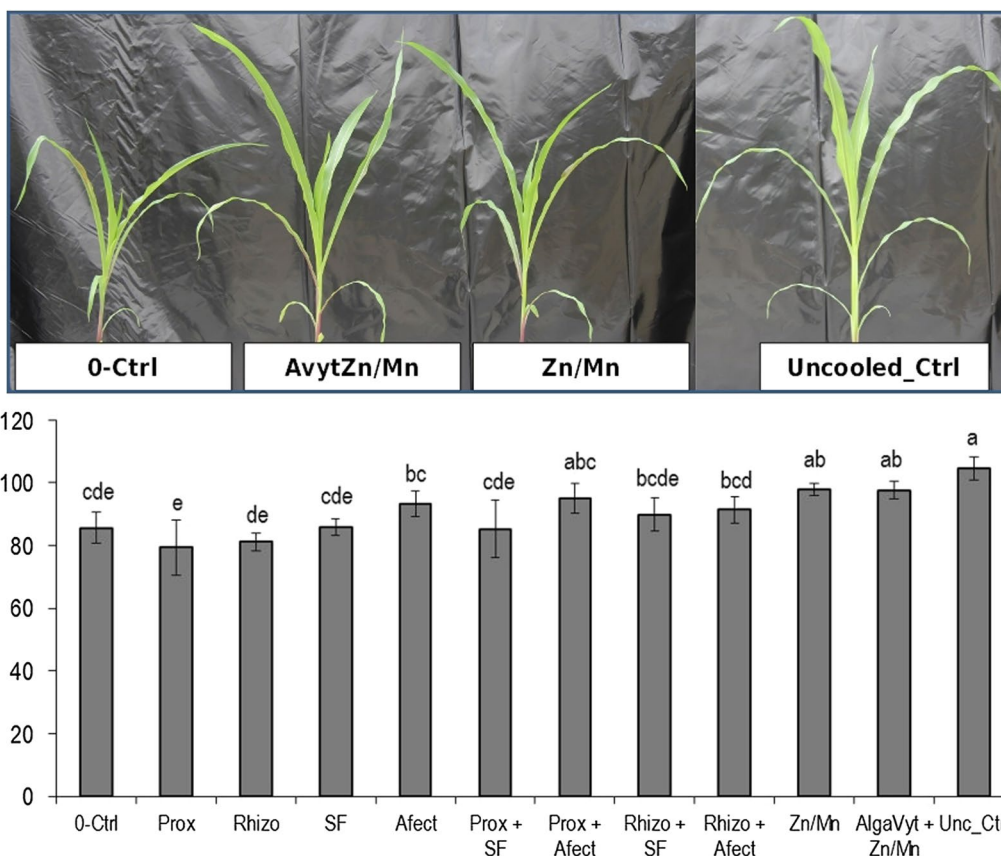 0-Ctrl
AvytZn/Mn
Zn/Mn
Uncooled_Ctrl
120
100
80
60
40
20
0
cde
e
de
cde
bc
cde
abc
bcde
bcd
ab
ab
a
0-Ctrl
Prox
Rhizo
SF
Afect
Prox +
SF
Prox +
Afect
Rhizo +
SF
Rhizo +
Afect
Zn/Mn
AlgaVyt +
Zn/Mn
Unc_Ctr